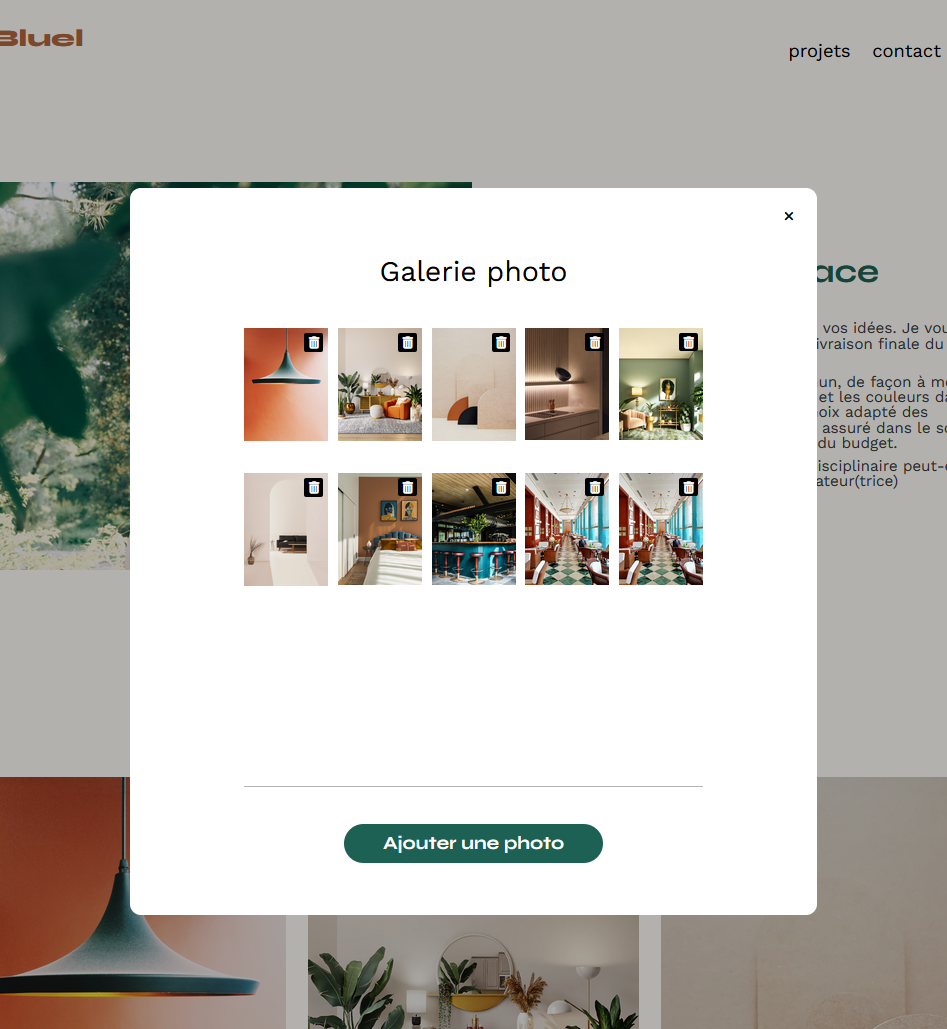 Bluel
projets contact
×
Galerie photo
ace
vos idées. Je vou
ivraison finale du
un, de façon à m
et les couleurs da
oix adapté des
assuré dans le so
du budget.
isciplinaire peut-
ateur(trice)
Ajouter une photo